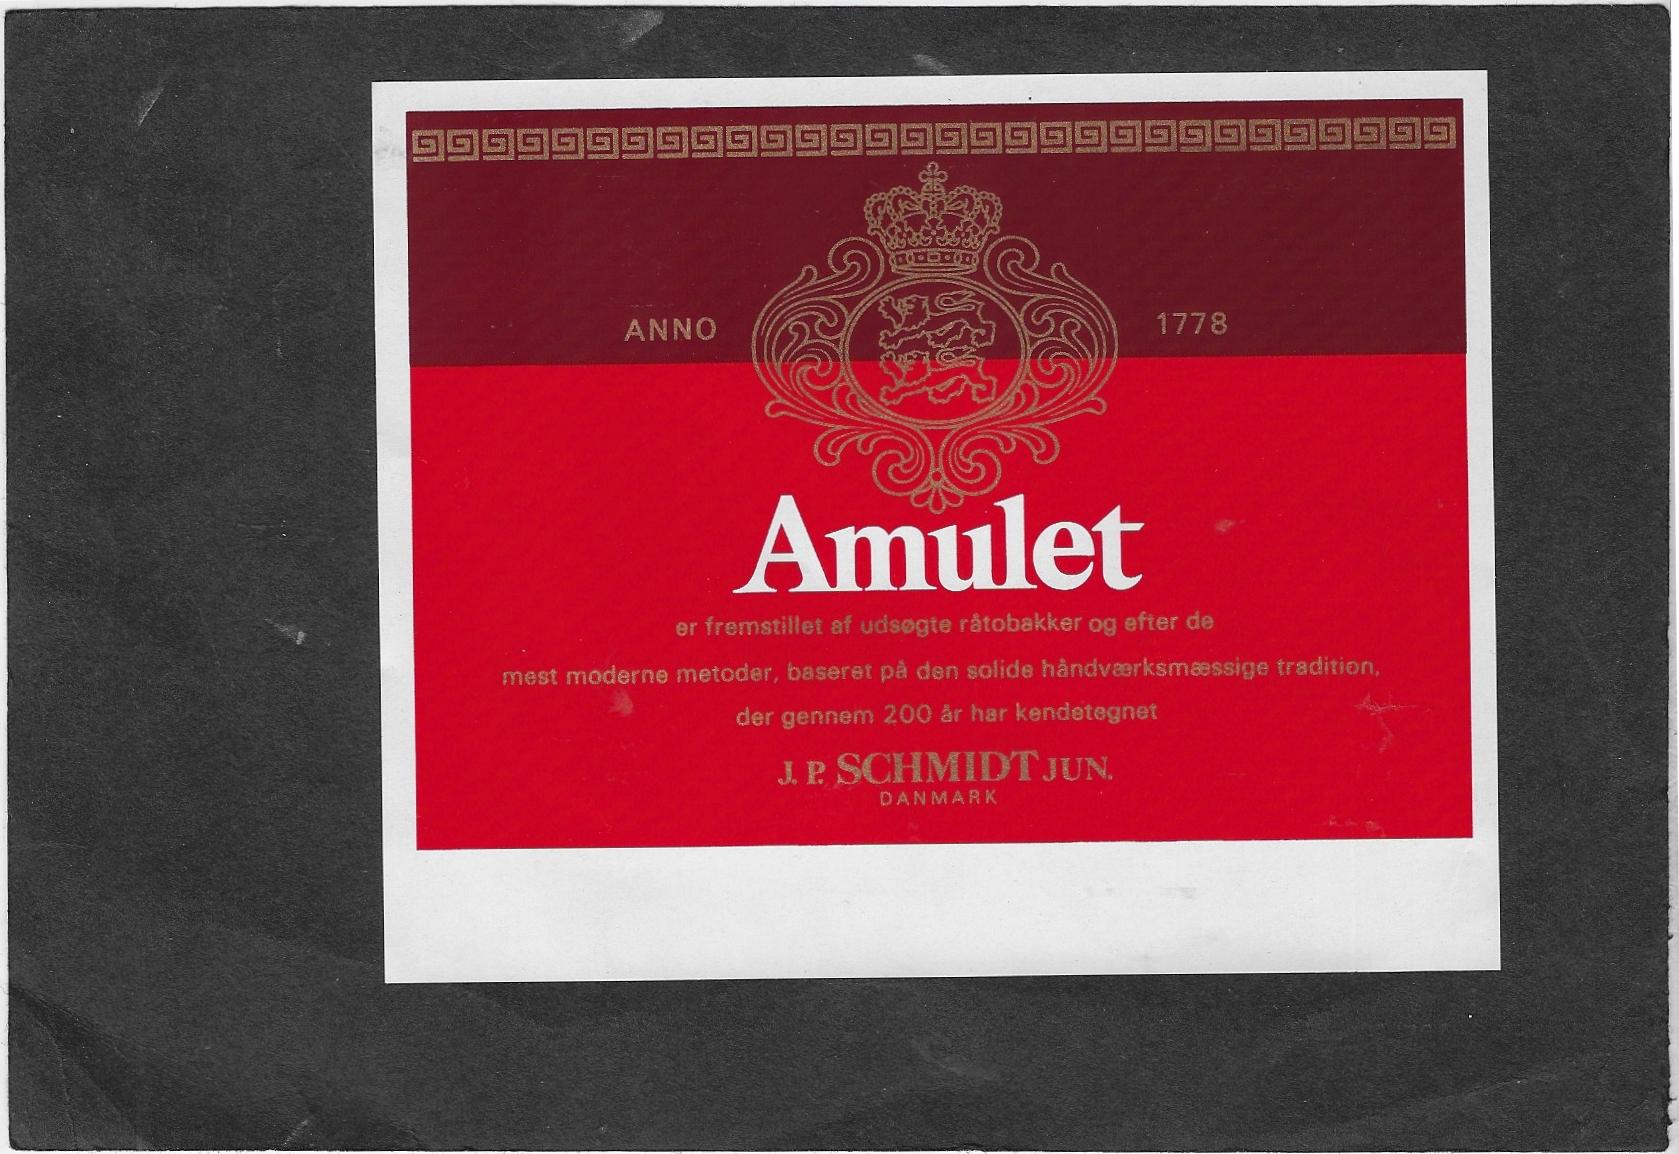 ANNO 1778
Amulet
er fremstillet af udsøgte råtobakker og efter de
mest moderne metoder, baseret på den solide håndværksmæssige tradition,
der gennem 200 år har kendetegnet
J. P. SCHMIDT JUN.
DANMARK